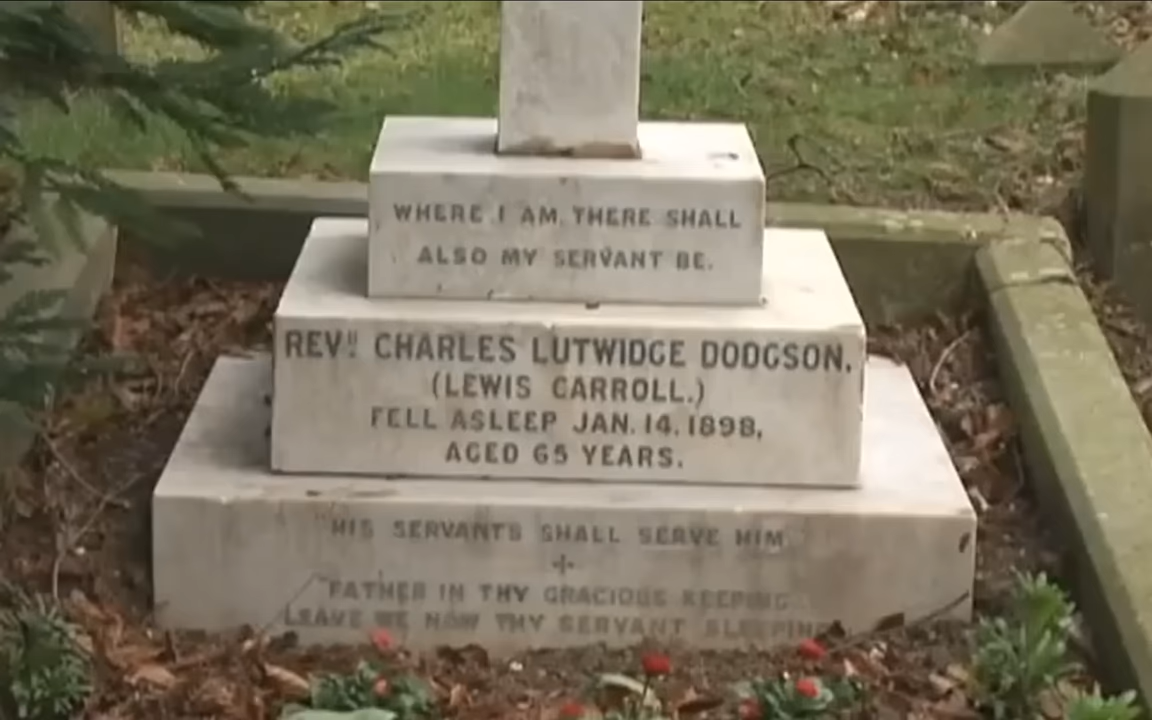 WHERE I AM, THERE SHALL
ALSO MY SERVANT BE.
REVD. CHARLES LUTWIDGE DODGSON,
(LEWIS CARROLL.)
FELL ASLEEP JAN. 14. 1898,
AGED 65 YEARS.
HIS SERVANTS SHALL SERVE HIM
FATHER IN THY GRACIOUS KEEPING
LEAVE WE NOW THY SERVANT SLEEPING